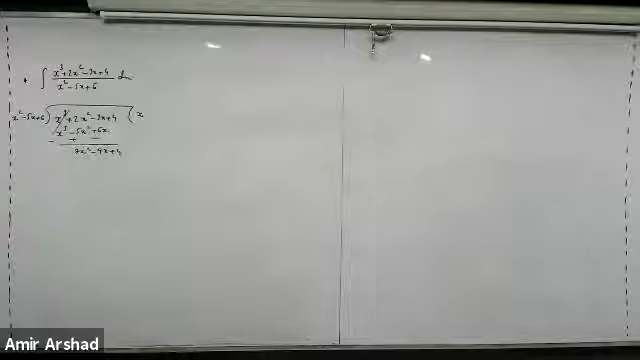 ∫ x³+2x²-3x+4 / x²-5x+6 dx
x²-5x+6 ) x³+2x²-3x+4 ( x
x³-5x²+6x
- + -
7x²-9x+4
Amir Arshad